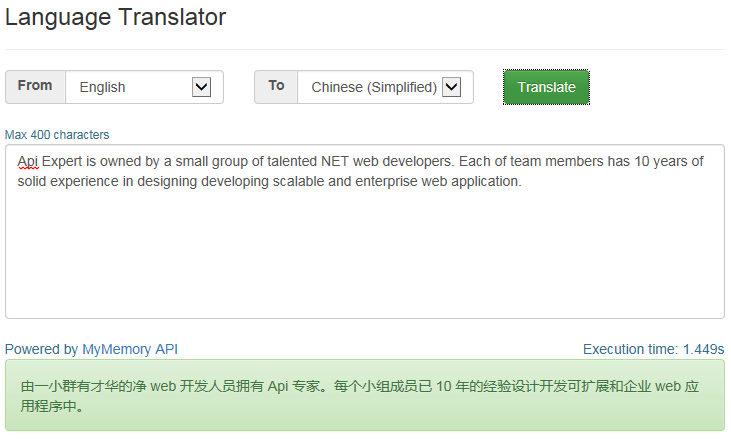 Language Translator
From English To Chinese (Simplified) Translate
Max 400 characters
Api Expert is owned by a small group of talented NET web developers. Each of team members has 10 years of
solid experience in designing developing scalable and enterprise web application.
Powered by MyMemory API Execution time: 1.449s
由一小群有才华的净 web 开发人员拥有 Api 专家。每个小组成员已 10 年的经验设计开发可扩展和企业 web 应
用程序中。